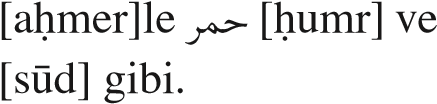 [aḥmer]le حمر [ḥumr] ve
[sūd] gibi.